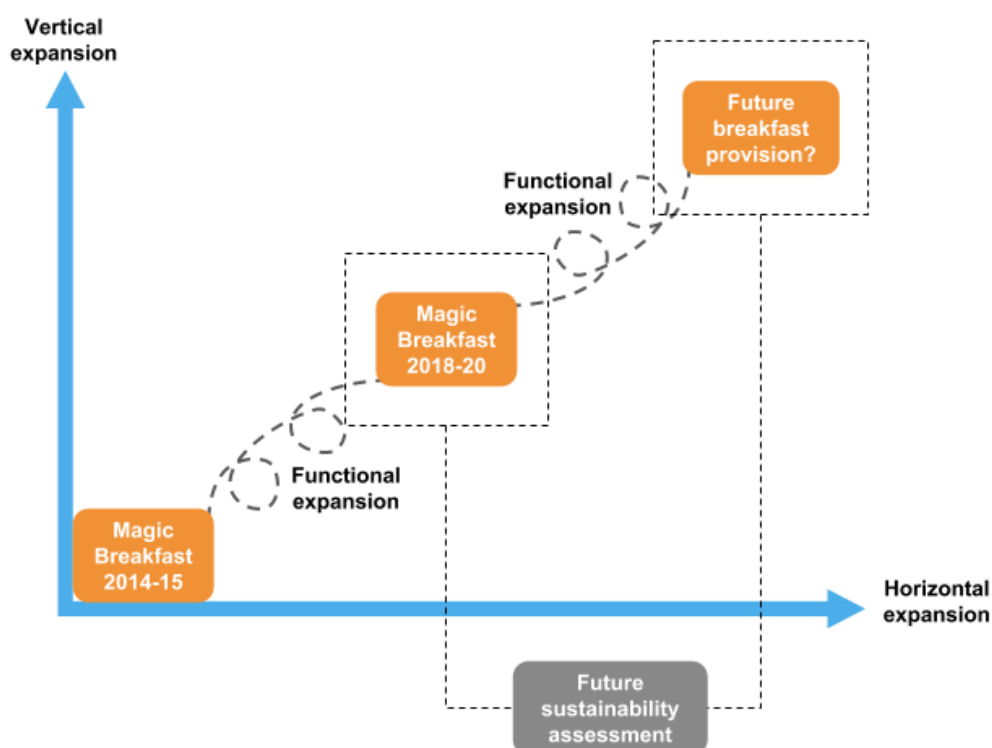 Vertical
expansion
Future
breakfast
provision?
Functional
expansion
Magic
Breakfast
2018-20
Functional
expansion
Magic
Breakfast
2014-15
Horizontal
expansion
Future
sustainability
assessment